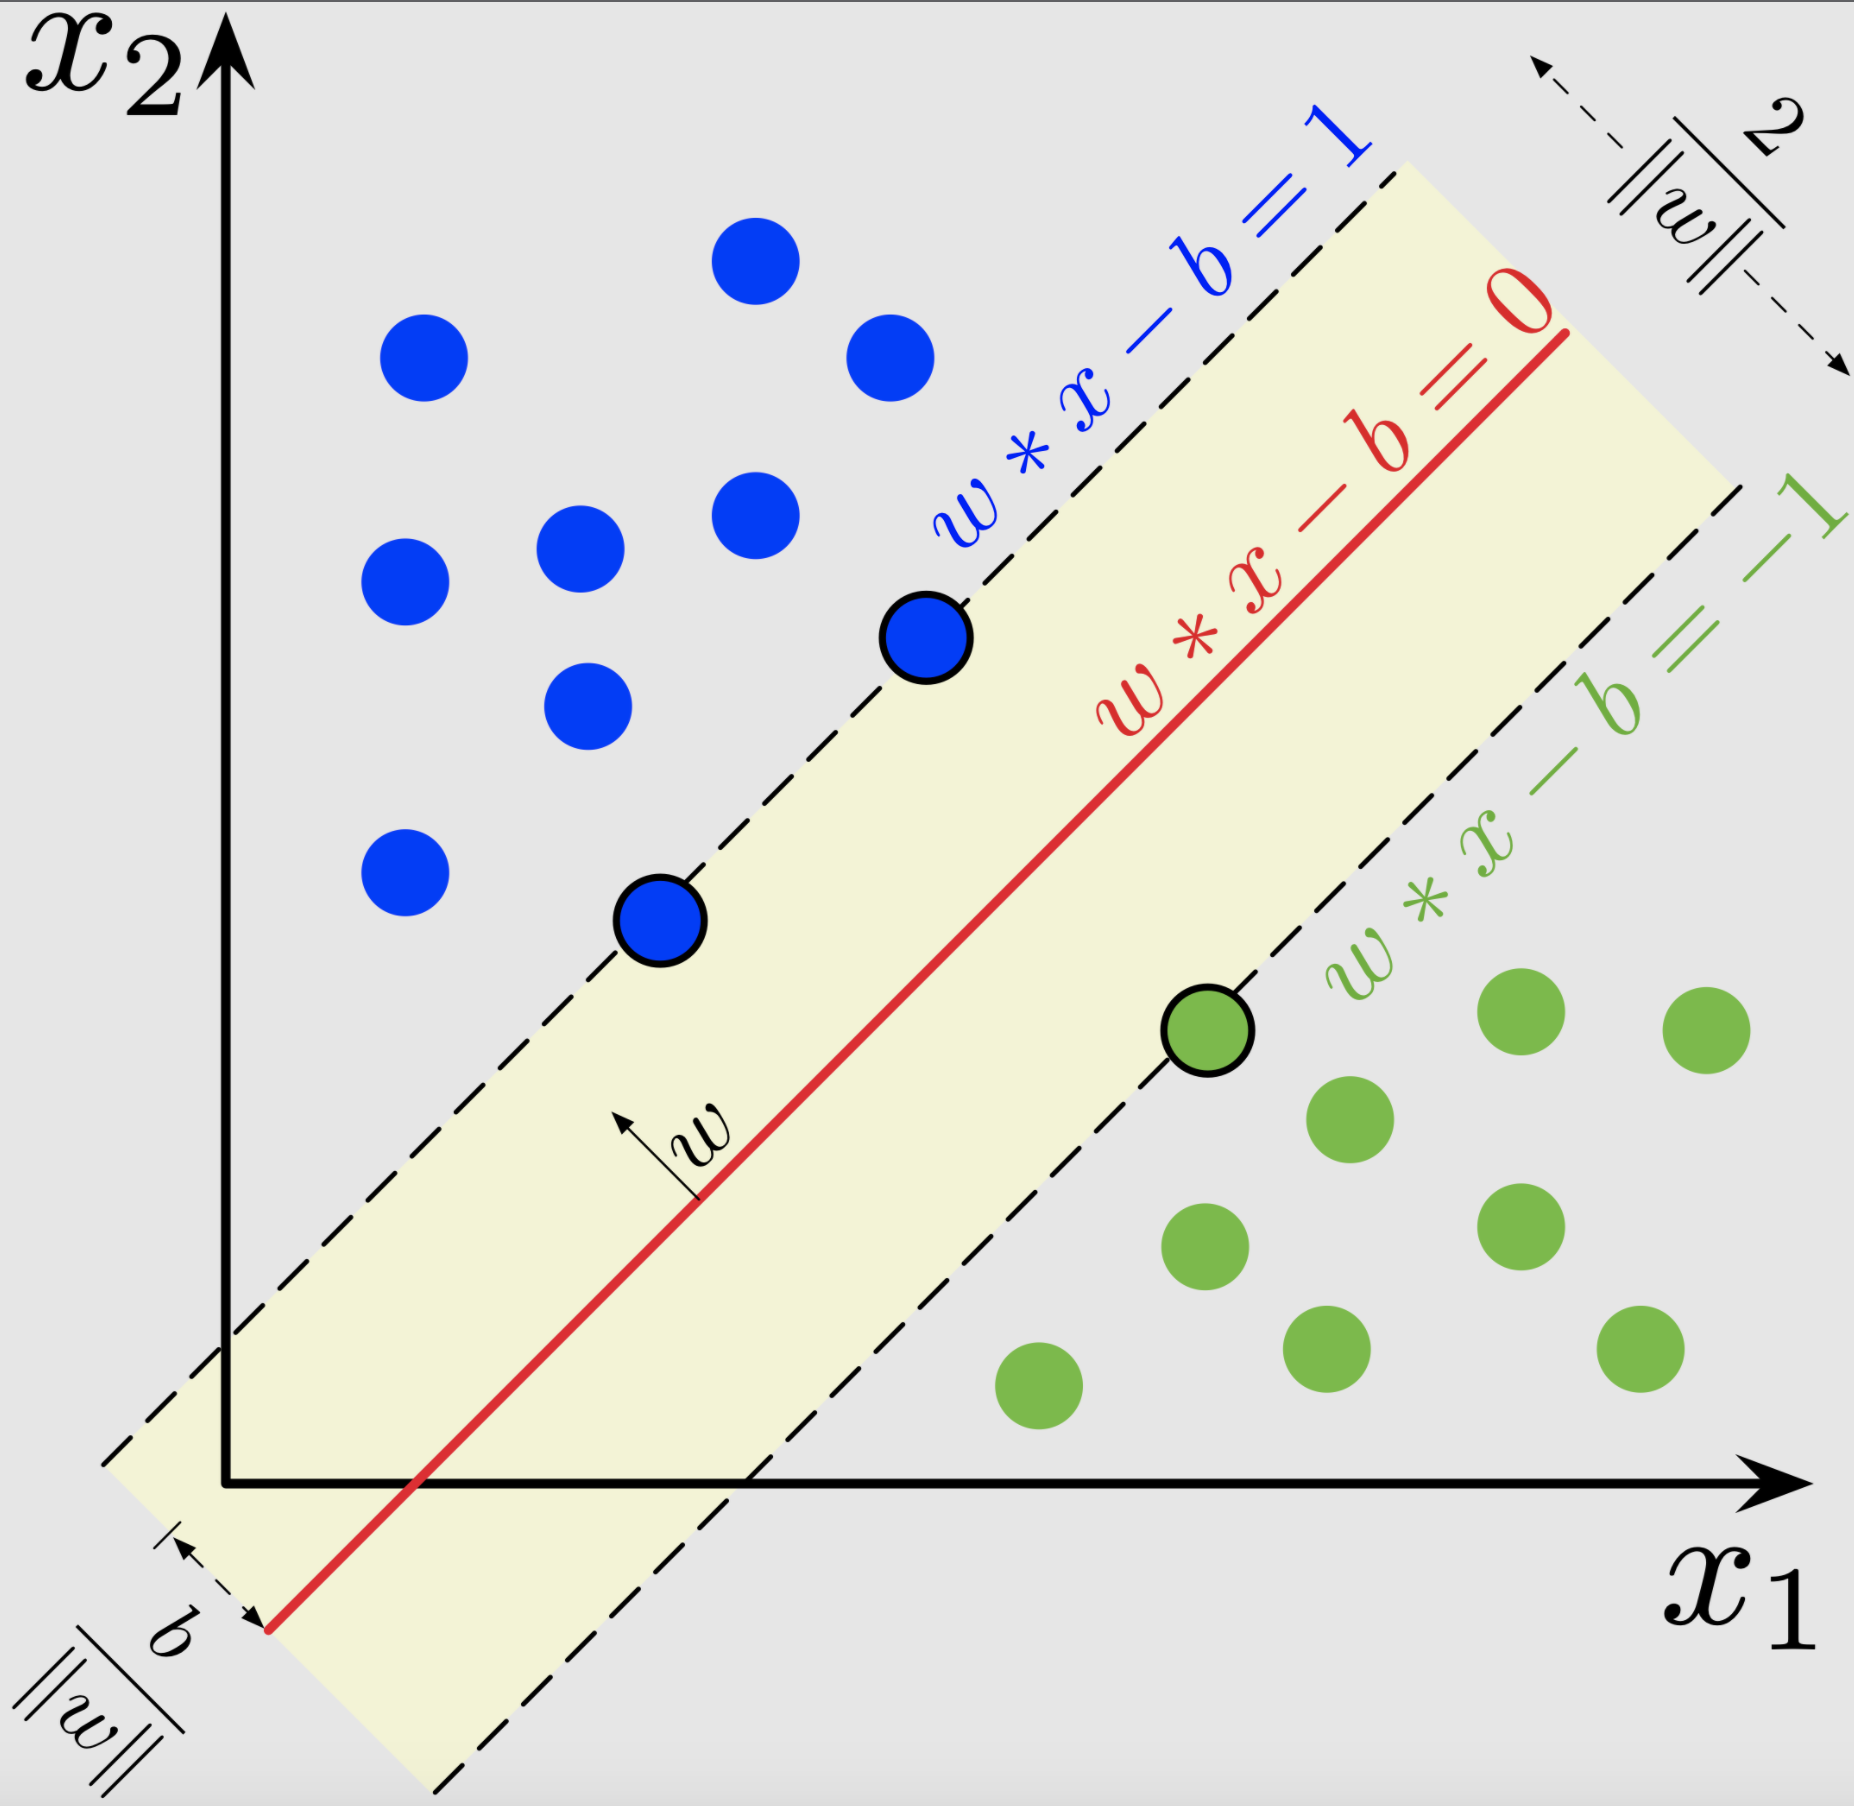 x₂
w * x − b = 1
2
‖w‖
w * x − b = 0
w * x − b = −1
w
x₁
b
‖w‖